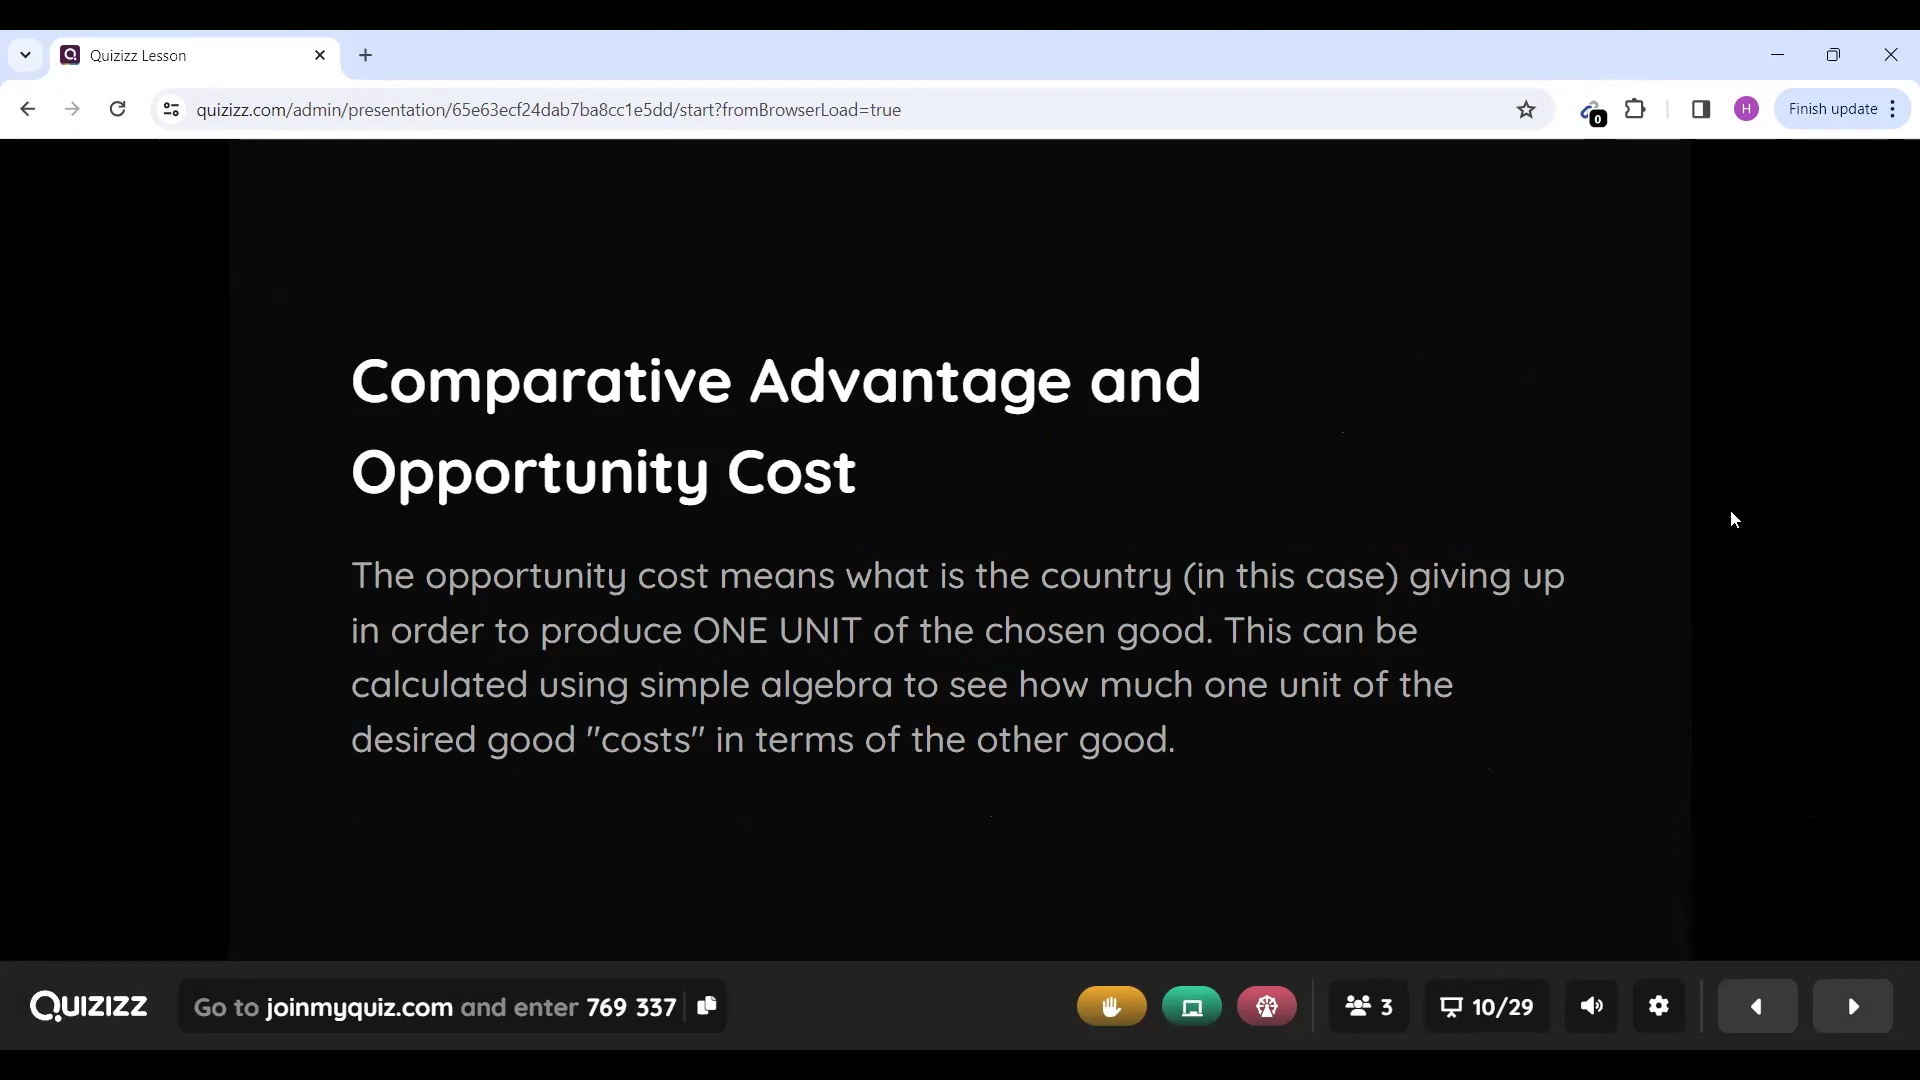 Quizizz Lesson
quizizz.com/admin/presentation/65e63ecf24dab7ba8cc1e5dd/start?fromBrowserLoad=true
0
H
Finish update
Comparative Advantage and
Opportunity Cost
The opportunity cost means what is the country (in this case) giving up
in order to produce ONE UNIT of the chosen good. This can be
calculated using simple algebra to see how much one unit of the
desired good "costs" in terms of the other good.
QUIZIZZ
Go to joinmyquiz.com and enter 769 337
3
10/29